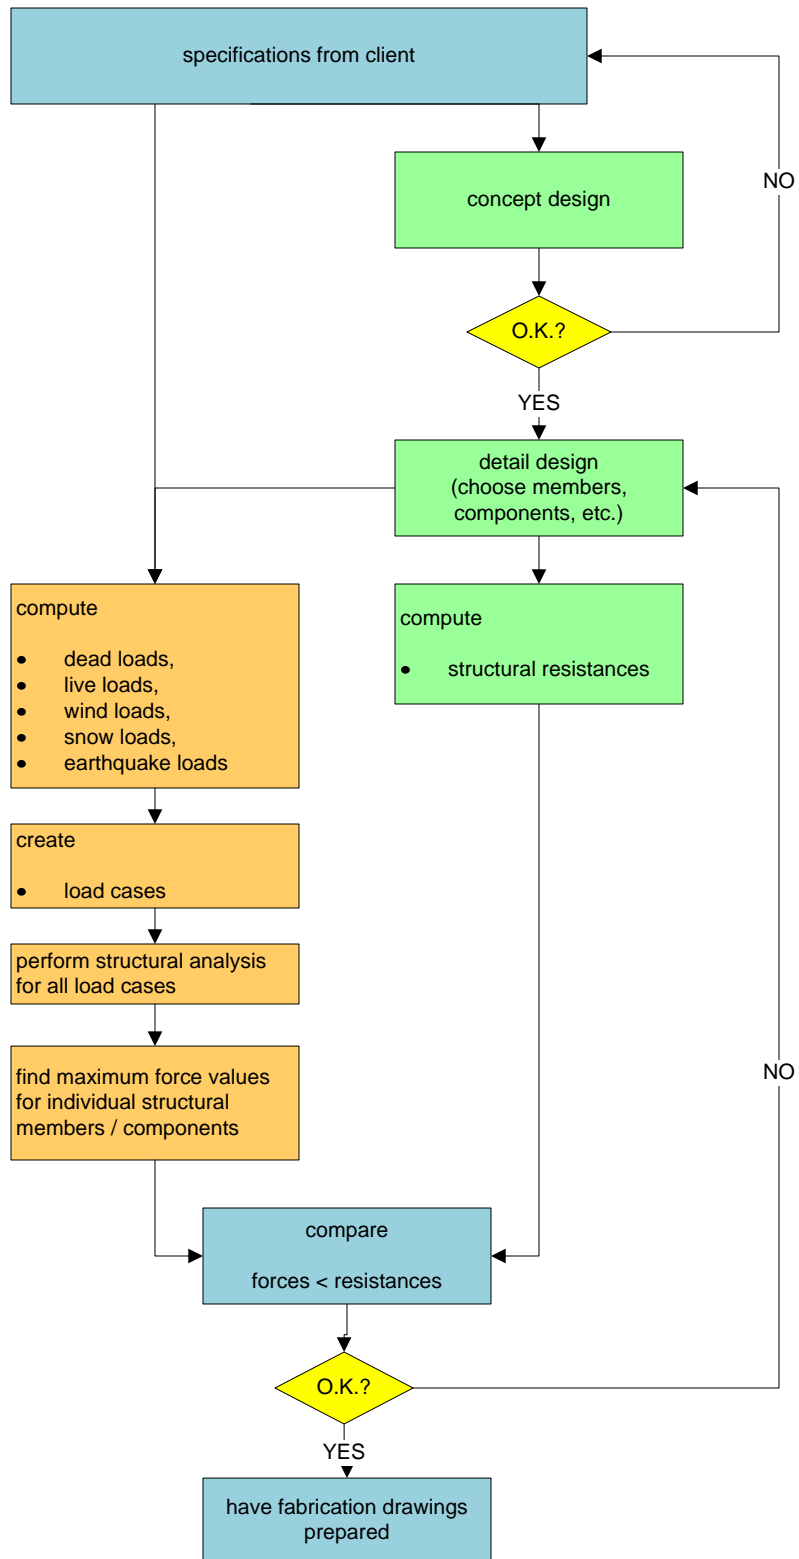 specifications from client
concept design
NO
O.K.?
YES
detail design
(choose members,
components, etc.)
compute
• dead loads,
• live loads,
• wind loads,
• snow loads,
• earthquake loads
compute
• structural resistances
create
• load cases
perform structural analysis
for all load cases
find maximum force values
for individual structural
members / components
NO
compare
forces < resistances
O.K.?
YES
have fabrication drawings
prepared